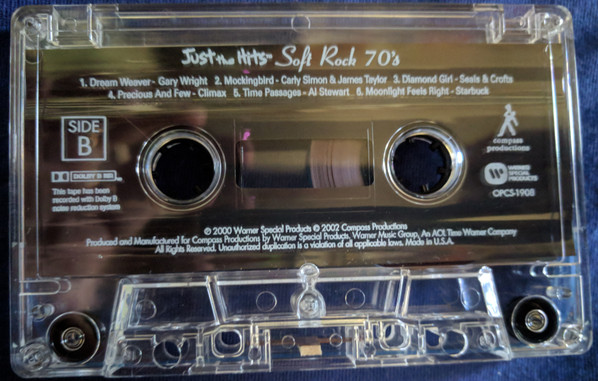 Just the Hits™ Soft Rock 70's
1. Dream Weaver - Gary Wright 2. Mockingbird - Carly Simon & James Taylor 3. Diamond Girl - Seals & Crofts
4. Precious And Few - Climax 5. Time Passages - Al Stewart 6. Moonlight Feels Right - Starbuck
SIDE
B
DOLBY B NR
This tape has been
recorded with Dolby B
noise reduction system
compass
productions
WARNER
SPECIAL
PRODUCTS
OPCS-1908
℗ 2000 Warner Special Products © 2002 Compass Productions
Produced and Manufactured for Compass Productions by Warner Special Products. Warner Music Group, An AOL Time Warner Company
All Rights Reserved. Unauthorized duplication is a violation of all applicable laws. Made in U.S.A.